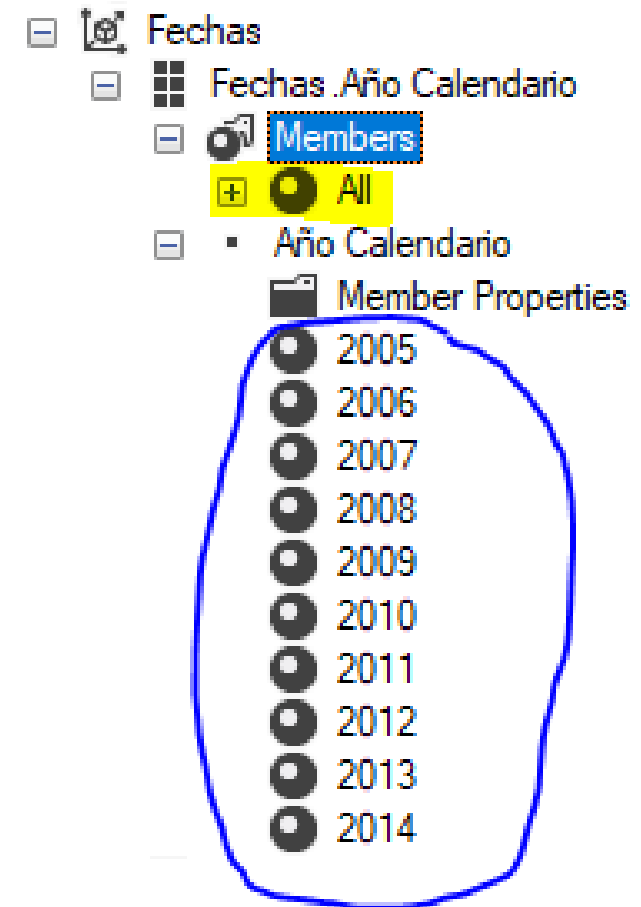 Fechas
Fechas .Año Calendario
Members
All
Año Calendario
Member Properties
2005
2006
2007
2008
2009
2010
2011
2012
2013
2014